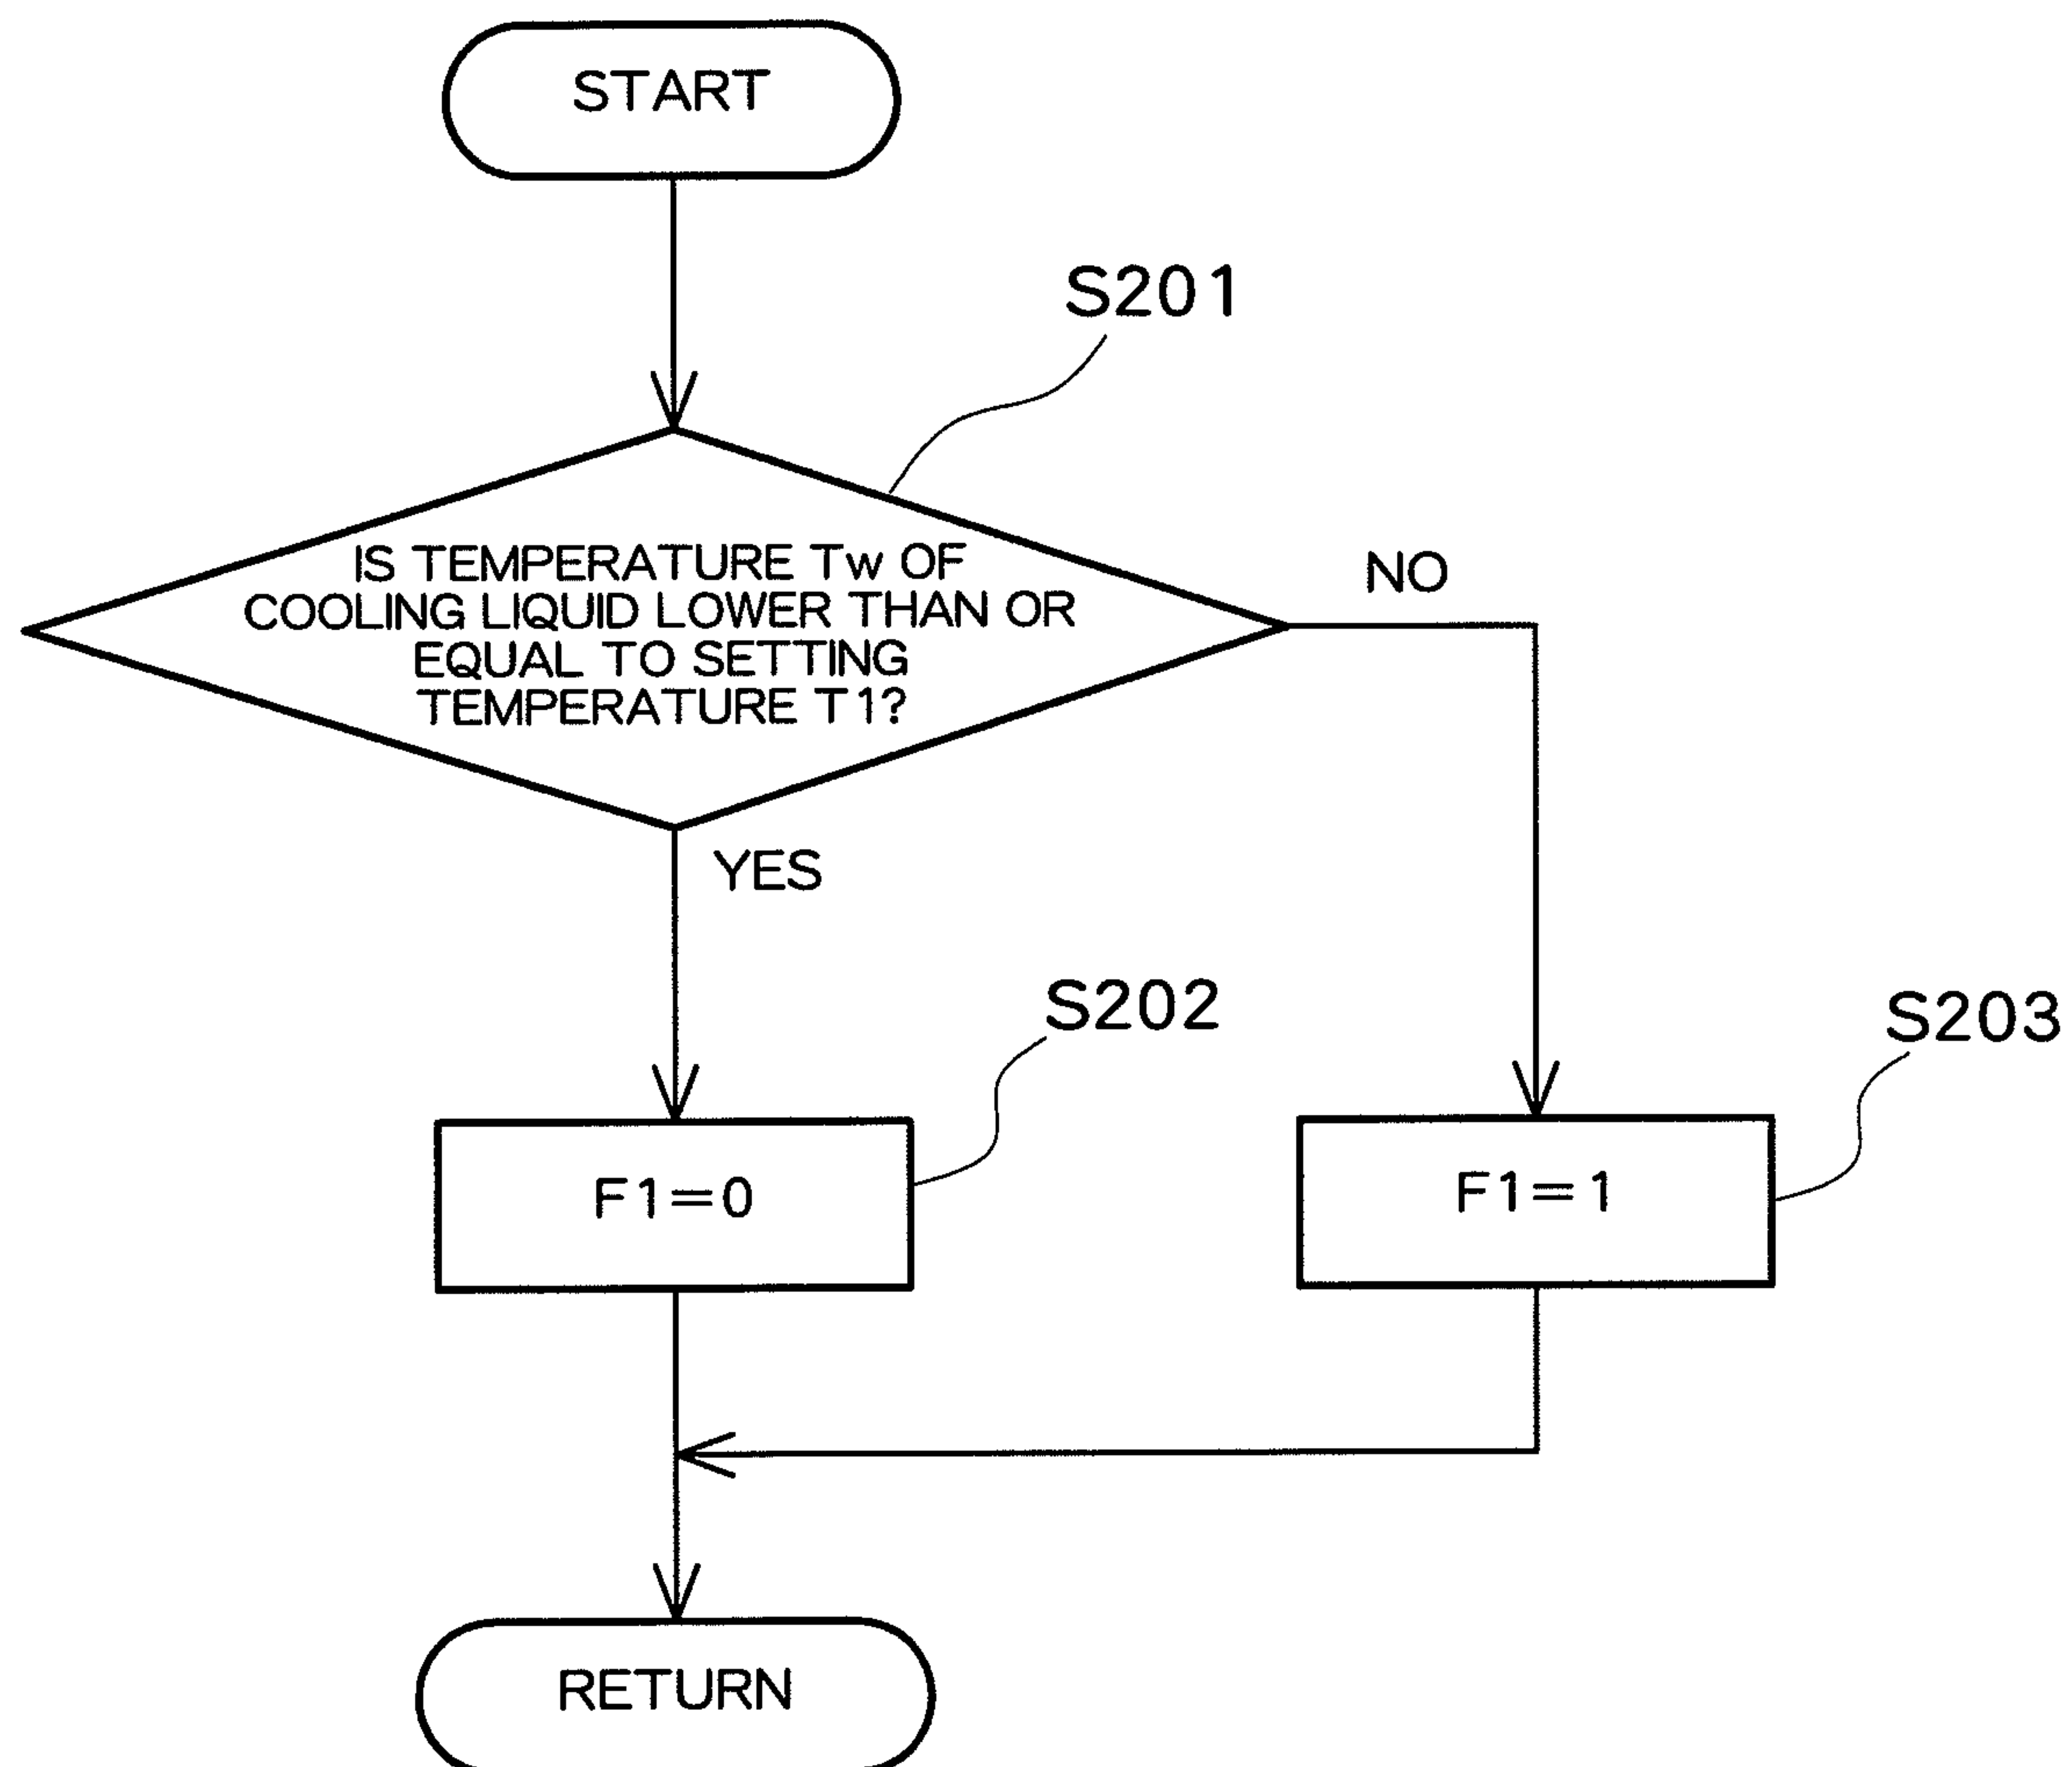 START
S201
IS TEMPERATURE Tw OF
COOLING LIQUID LOWER THAN OR
EQUAL TO SETTING
TEMPERATURE T1?
NO
YES
S202
S203
F1=0
F1=1
RETURN